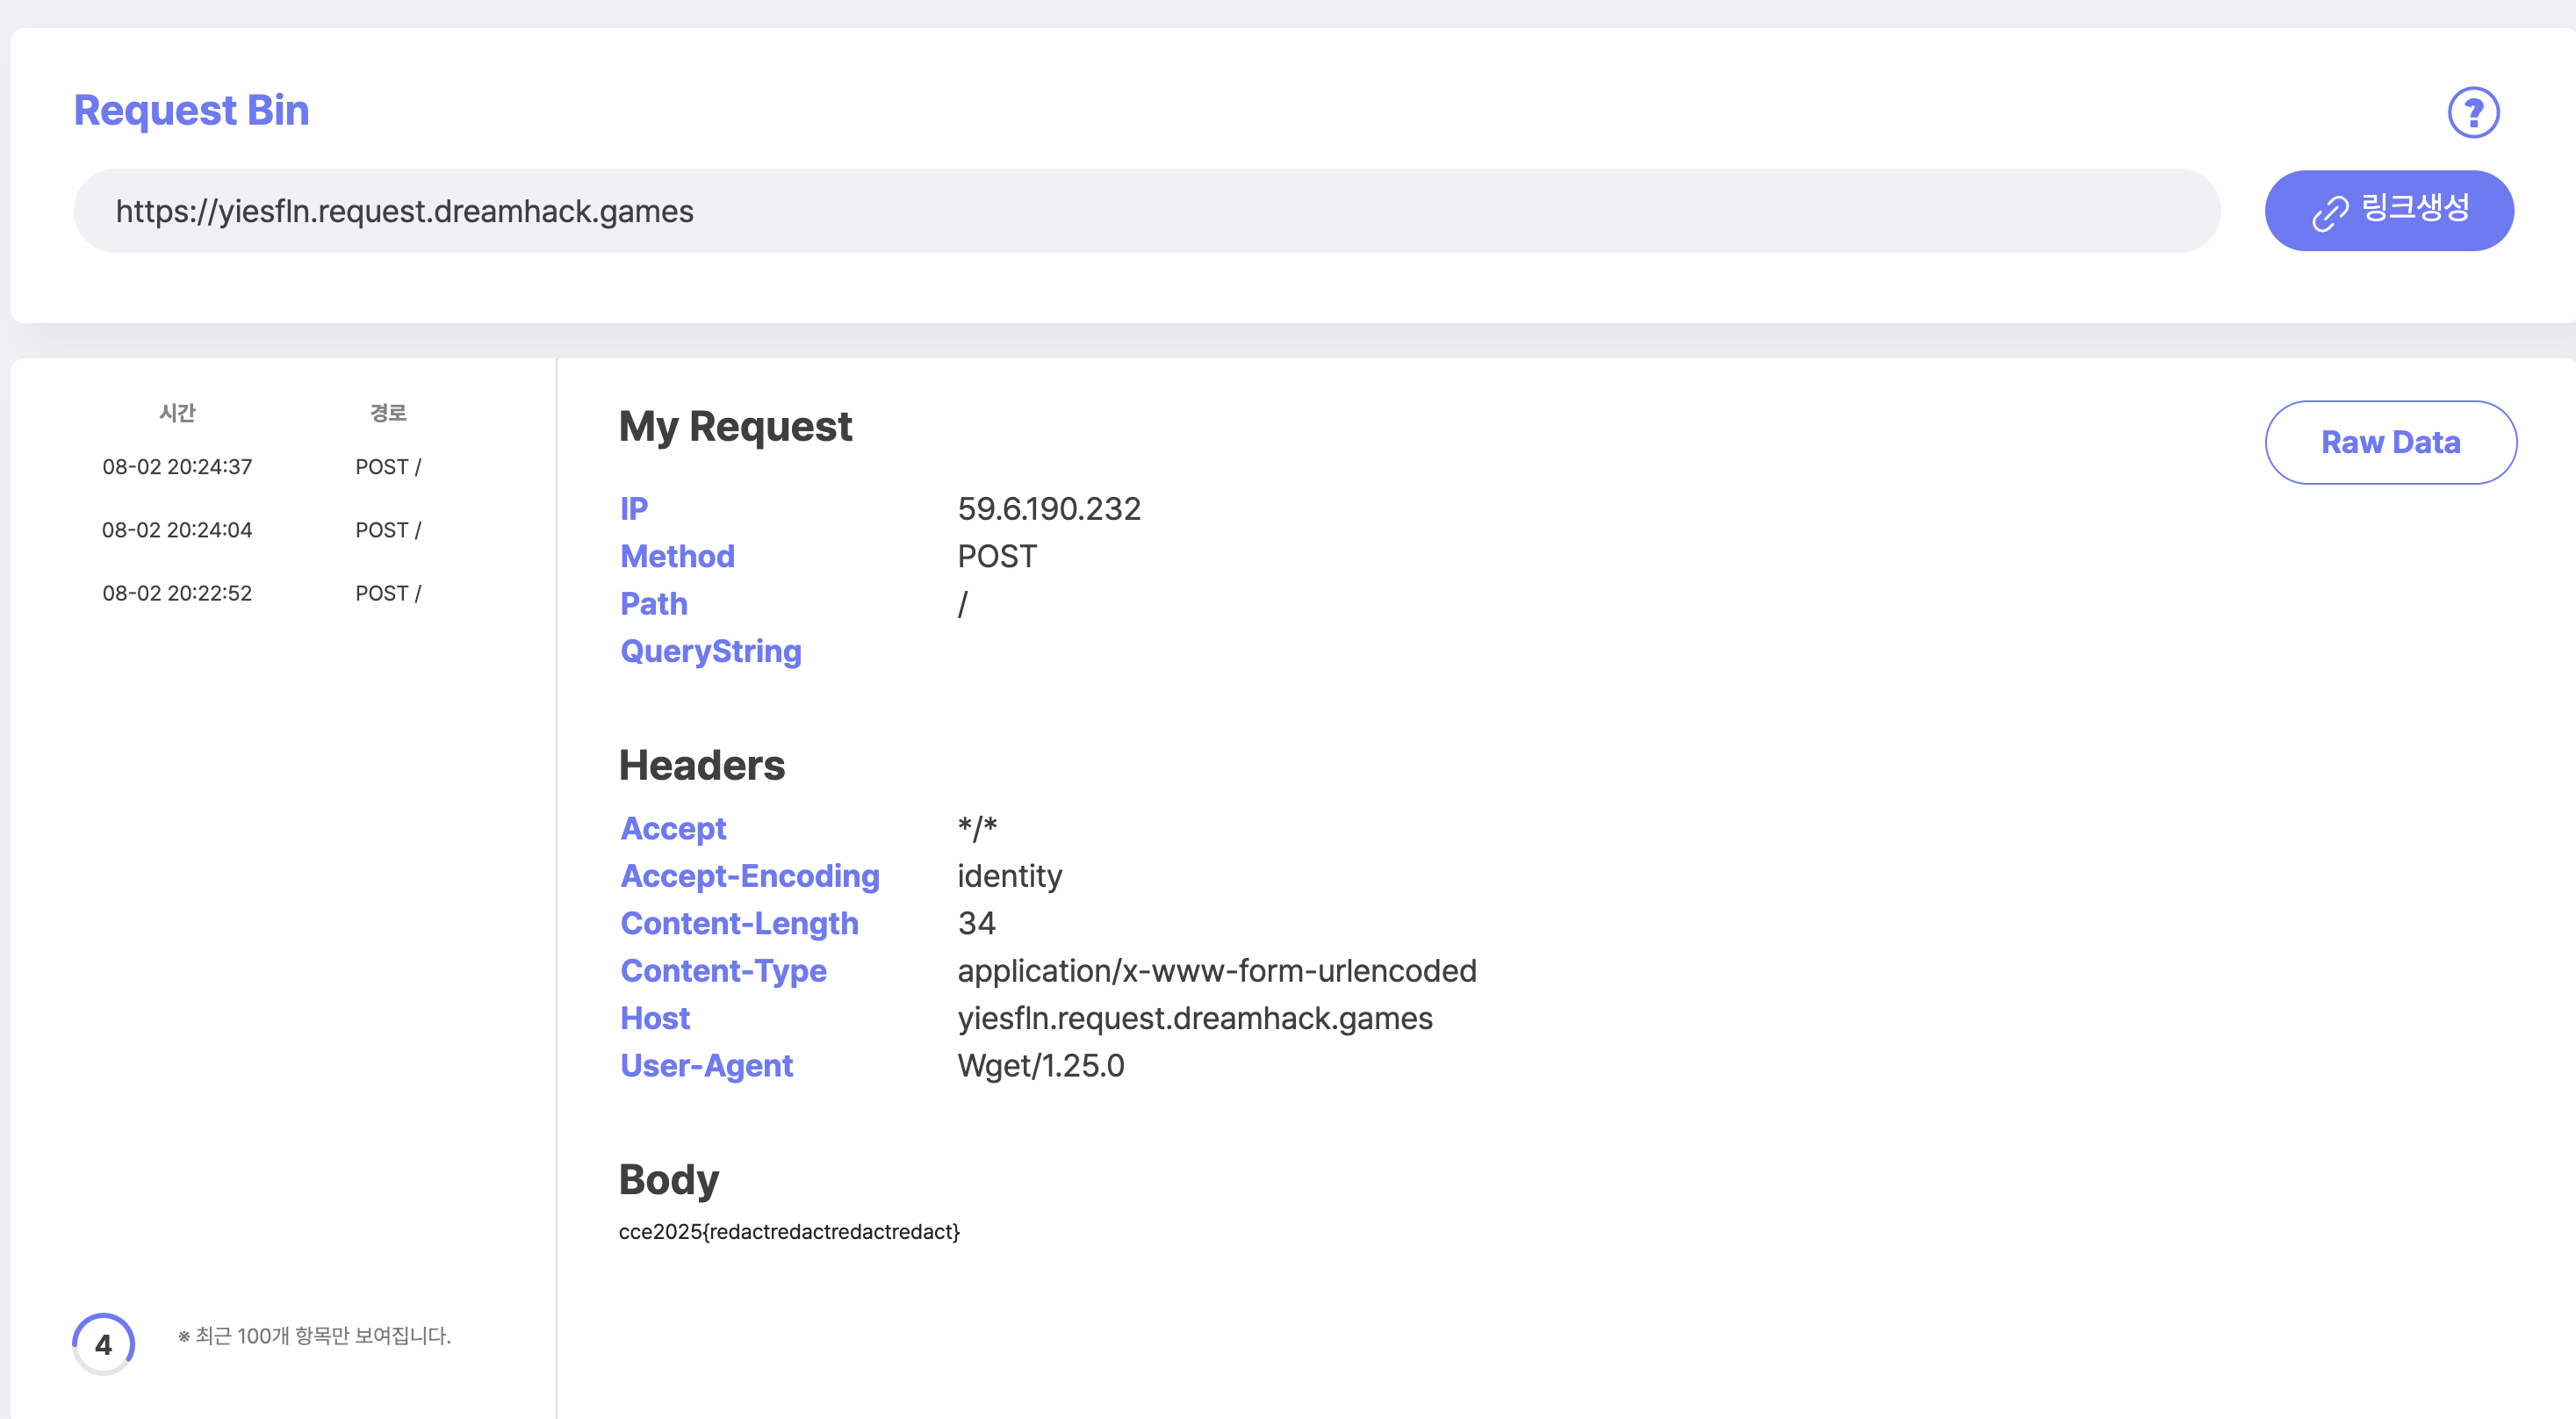 Request Bin
?
https://yiesfln.request.dreamhack.games
링크생성
시간 경로
08-02 20:24:37 POST /
08-02 20:24:04 POST /
08-02 20:22:52 POST /
4
※ 최근 100개 항목만 보여집니다.
My Request
Raw Data
IP 59.6.190.232
Method POST
Path /
QueryString
Headers
Accept */*
Accept-Encoding identity
Content-Length 34
Content-Type application/x-www-form-urlencoded
Host yiesfln.request.dreamhack.games
User-Agent Wget/1.25.0
Body
cce2025{redactredactredactredact}